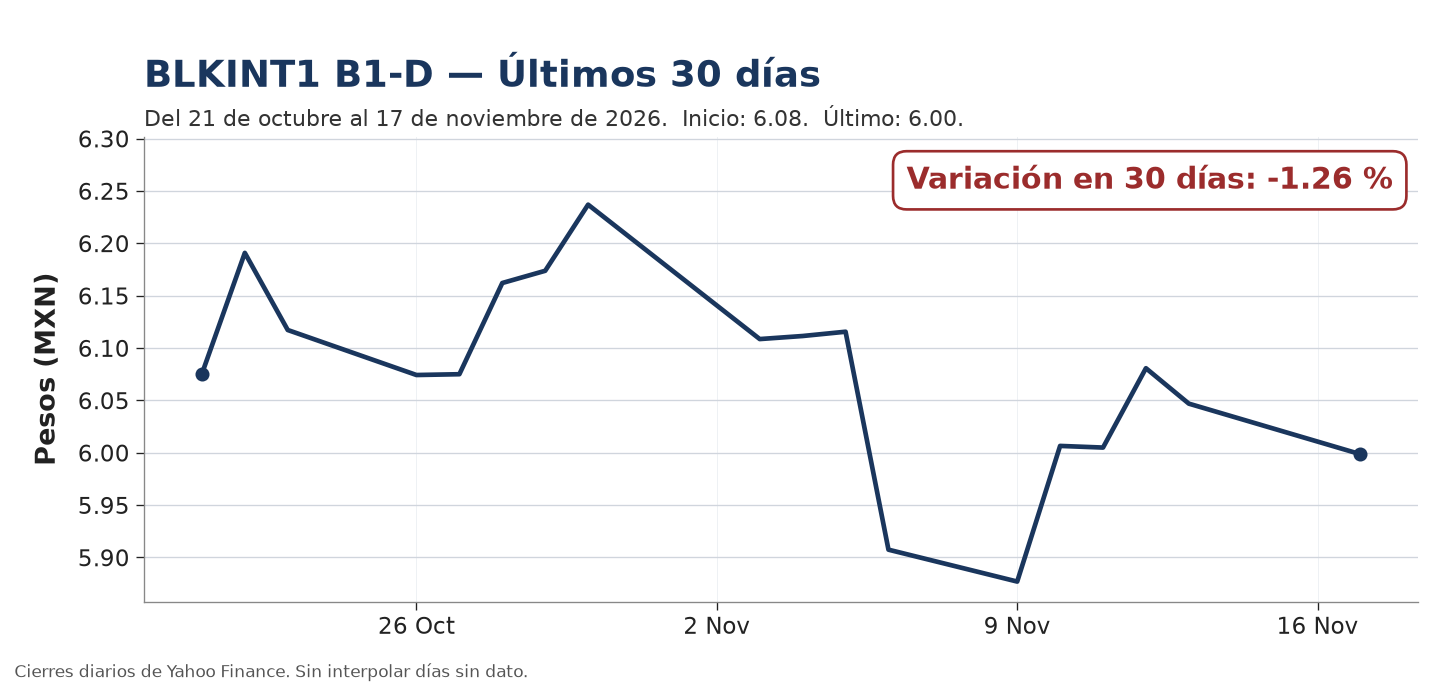 BLKINT1 B1-D — Últimos 30 días
Del 21 de octubre al 17 de noviembre de 2026.  Inicio: 6.08.  Último: 6.00.
Variación en 30 días: -1.26 %
Pesos (MXN)
6.30
6.25
6.20
6.15
6.10
6.05
6.00
5.95
5.90
26 Oct
2 Nov
9 Nov
16 Nov
Cierres diarios de Yahoo Finance. Sin interpolar días sin dato.